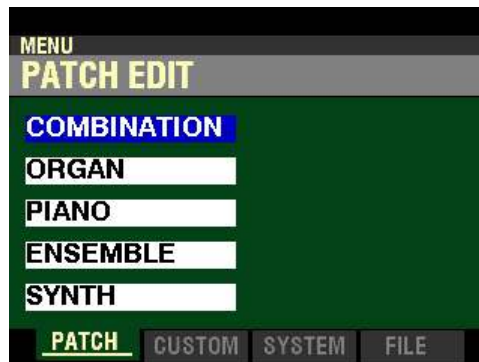 MENU
PATCH EDIT
COMBINATION
ORGAN
PIANO
ENSEMBLE
SYNTH
PATCH CUSTOM SYSTEM FILE